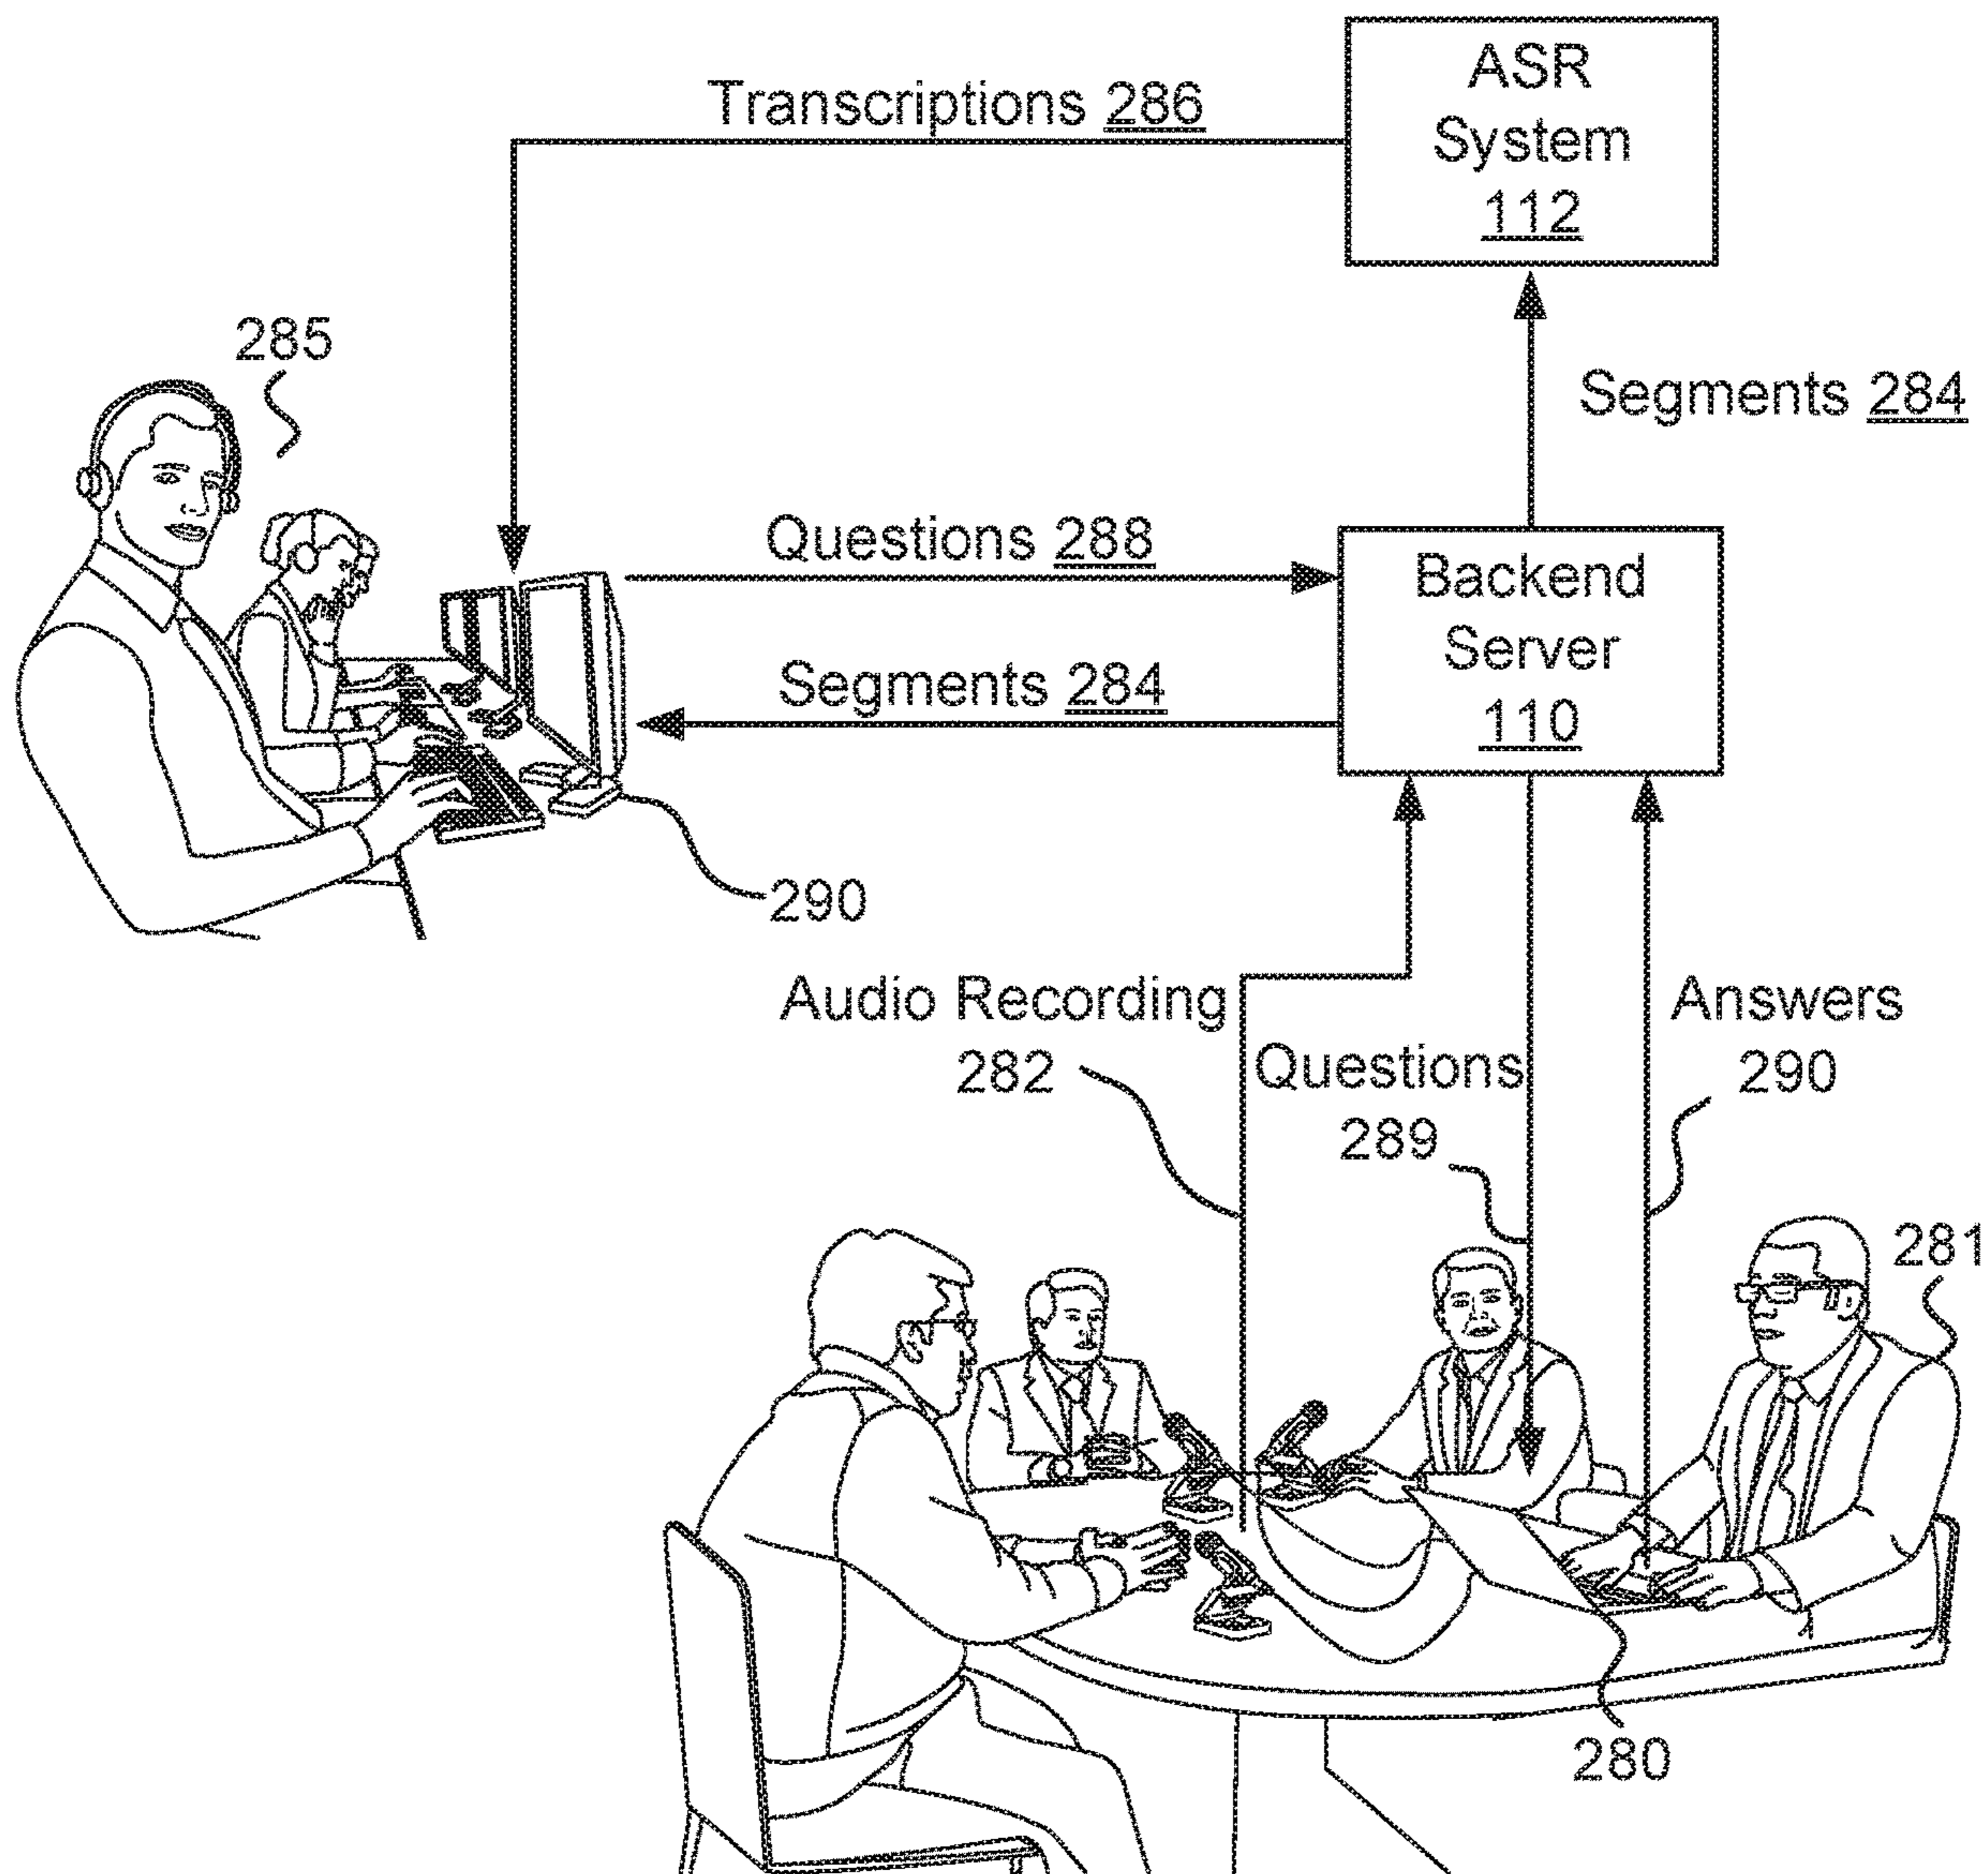 ASR
System
112
Transcriptions 286
285
Segments 284
Questions 288
Backend
Server
110
Segments 284
290
Audio Recording
282
Questions
289
Answers
290
281
280